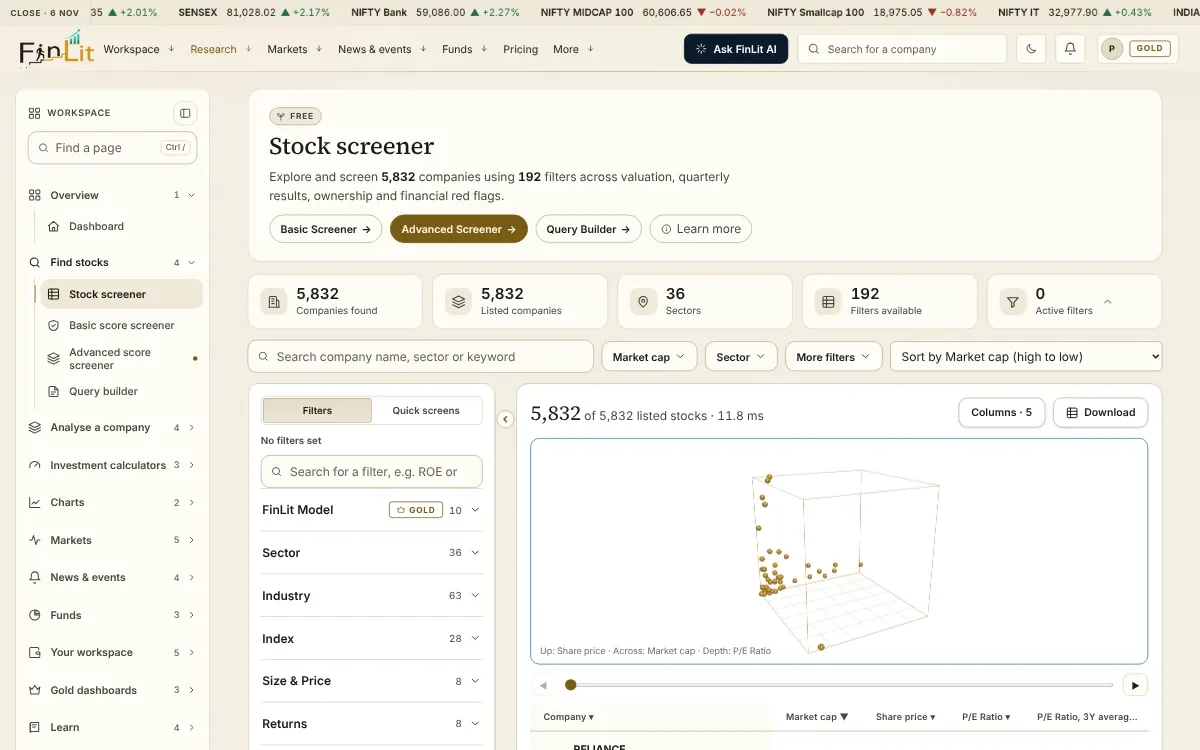 CLOSE · 6 NOV 35 ▲ +2.01% SENSEX 81,028.02 ▲ +2.17% NIFTY Bank 59,086.00 ▲ +2.27% NIFTY MIDCAP 100 60,606.65 ▼ −0.02% NIFTY Smallcap 100 18,975.05 ▼ −0.82% NIFTY IT 32,977.90 ▲ +0.43% INDIA
FinLit Workspace Research Markets News & events Funds Pricing More Ask FinLit AI Search for a company P GOLD
WORKSPACE
Find a page Ctrl /
Overview 1
Dashboard
Find stocks 4
Stock screener
Basic score screener
Advanced score
screener
Query builder
Analyse a company 4
Investment calculators 3
Charts 2
Markets 5
News & events 4
Funds 3
Your workspace 5
Gold dashboards 3
Learn 4
FREE
Stock screener
Explore and screen 5,832 companies using 192 filters across valuation, quarterly
results, ownership and financial red flags.
Basic Screener → Advanced Screener → Query Builder → Learn more
5,832
Companies found
5,832
Listed companies
36
Sectors
192
Filters available
0
Active filters
Search company name, sector or keyword Market cap Sector More filters Sort by Market cap (high to low)
Filters Quick screens
No filters set
Search for a filter, e.g. ROE or
FinLit Model GOLD 10
Sector 36
Industry 63
Index 28
Size & Price 8
Returns 8
5,832 of 5,832 listed stocks · 11.8 ms Columns · 5 Download
Up: Share price · Across: Market cap · Depth: P/E Ratio
Company ▾ Market cap ▼ Share price ▾ P/E Ratio ▾ P/E Ratio, 3Y averag...
RELIANCE